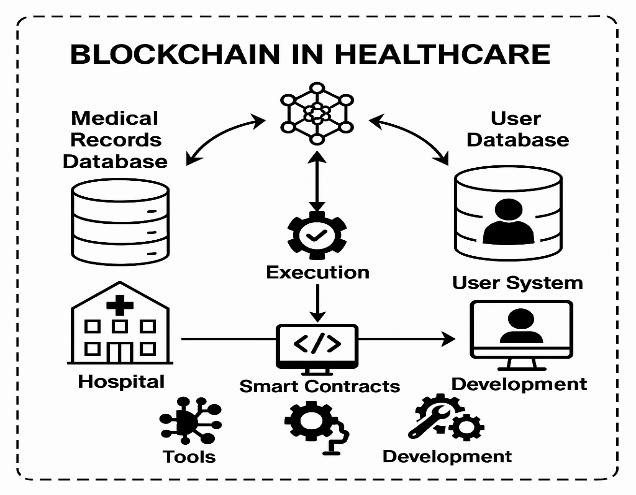 BLOCKCHAIN IN HEALTHCARE
Medical
Records
Database
User
Database
Execution
User System
</>
Hospital
Smart Contracts
Development
Tools
Development